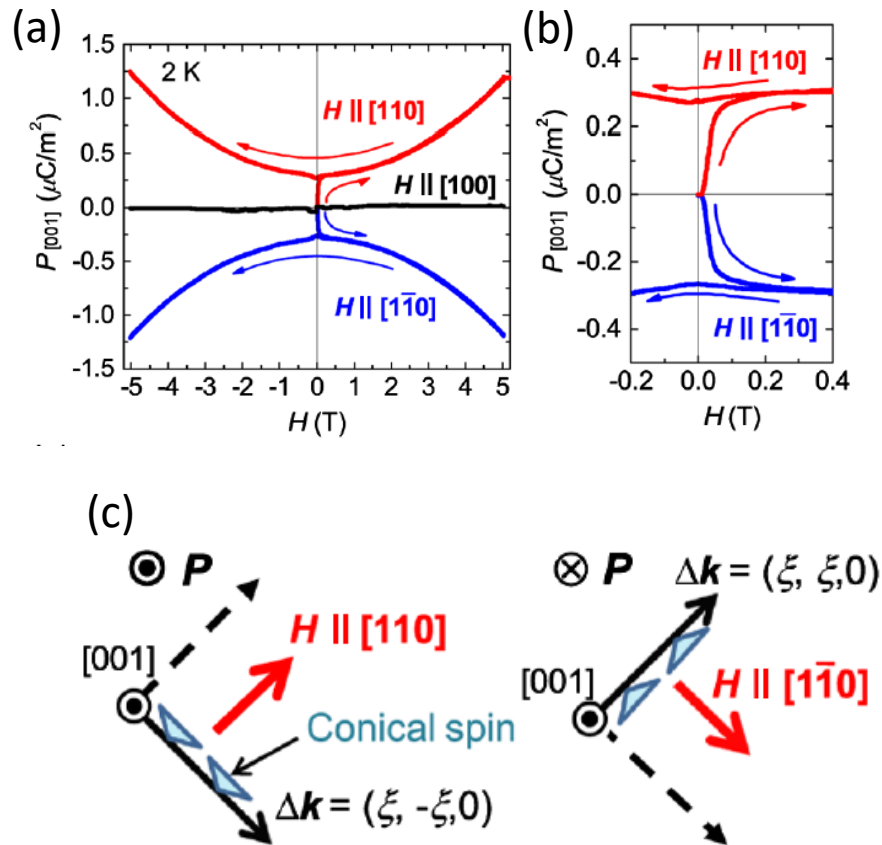 (a)
1.5
1.0
0.5
0.0
-0.5
-1.0
-1.5
P[001] (μC/m²)
2 K
H || [110]
H || [100]
H || [11̅0]
-5 -4 -3 -2 -1 0 1 2 3 4 5
H (T)
(b)
0.4
0.2
0.0
-0.2
-0.4
P[001] (μC/m²)
H || [110]
H || [11̅0]
-0.2 0.0 0.2 0.4
H (T)
(c)
P
[001]
H || [110]
Conical spin
Δk = (ξ, -ξ,0)
P
Δk = (ξ, ξ,0)
[001]
H || [11̅0]